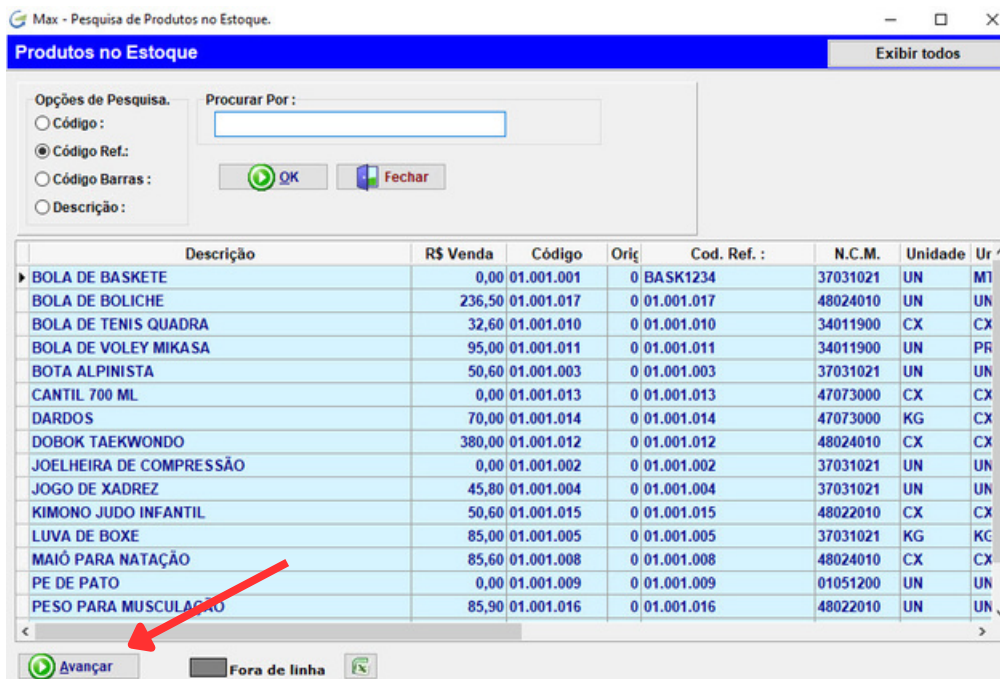 Max - Pesquisa de Produtos no Estoque.
Produtos no Estoque Exibir todos
Opções de Pesquisa. Procurar Por :
Código :
Código Ref.:
Código Barras :
Descrição :
OK Fechar
Descrição R$ Venda Código Orig Cod. Ref. : N.C.M. Unidade Ur
BOLA DE BASKETE 0,00 01.001.001 0 BASK1234 37031021 UN MT
BOLA DE BOLICHE 236,50 01.001.017 0 01.001.017 48024010 UN UN
BOLA DE TENIS QUADRA 32,60 01.001.010 0 01.001.010 34011900 CX CX
BOLA DE VOLEY MIKASA 95,00 01.001.011 0 01.001.011 34011900 UN PR
BOTA ALPINISTA 50,60 01.001.003 0 01.001.003 37031021 UN UN
CANTIL 700 ML 0,00 01.001.013 0 01.001.013 47073000 CX CX
DARDOS 70,00 01.001.014 0 01.001.014 47073000 KG CX
DOBOK TAEKWONDO 380,00 01.001.012 0 01.001.012 48024010 CX CX
JOELHEIRA DE COMPRESSÃO 0,00 01.001.002 0 01.001.002 37031021 UN UN
JOGO DE XADREZ 45,80 01.001.004 0 01.001.004 37031021 UN UN
KIMONO JUDO INFANTIL 50,60 01.001.015 0 01.001.015 48022010 CX CX
LUVA DE BOXE 85,00 01.001.005 0 01.001.005 37031021 KG KG
MAIÔ PARA NATAÇÃO 85,60 01.001.008 0 01.001.008 48024010 CX CX
PE DE PATO 0,00 01.001.009 0 01.001.009 01051200 UN UN
PESO PARA MUSCULAÇÃO 85,90 01.001.016 0 01.001.016 48022010 UN UN
Avançar Fora de linha